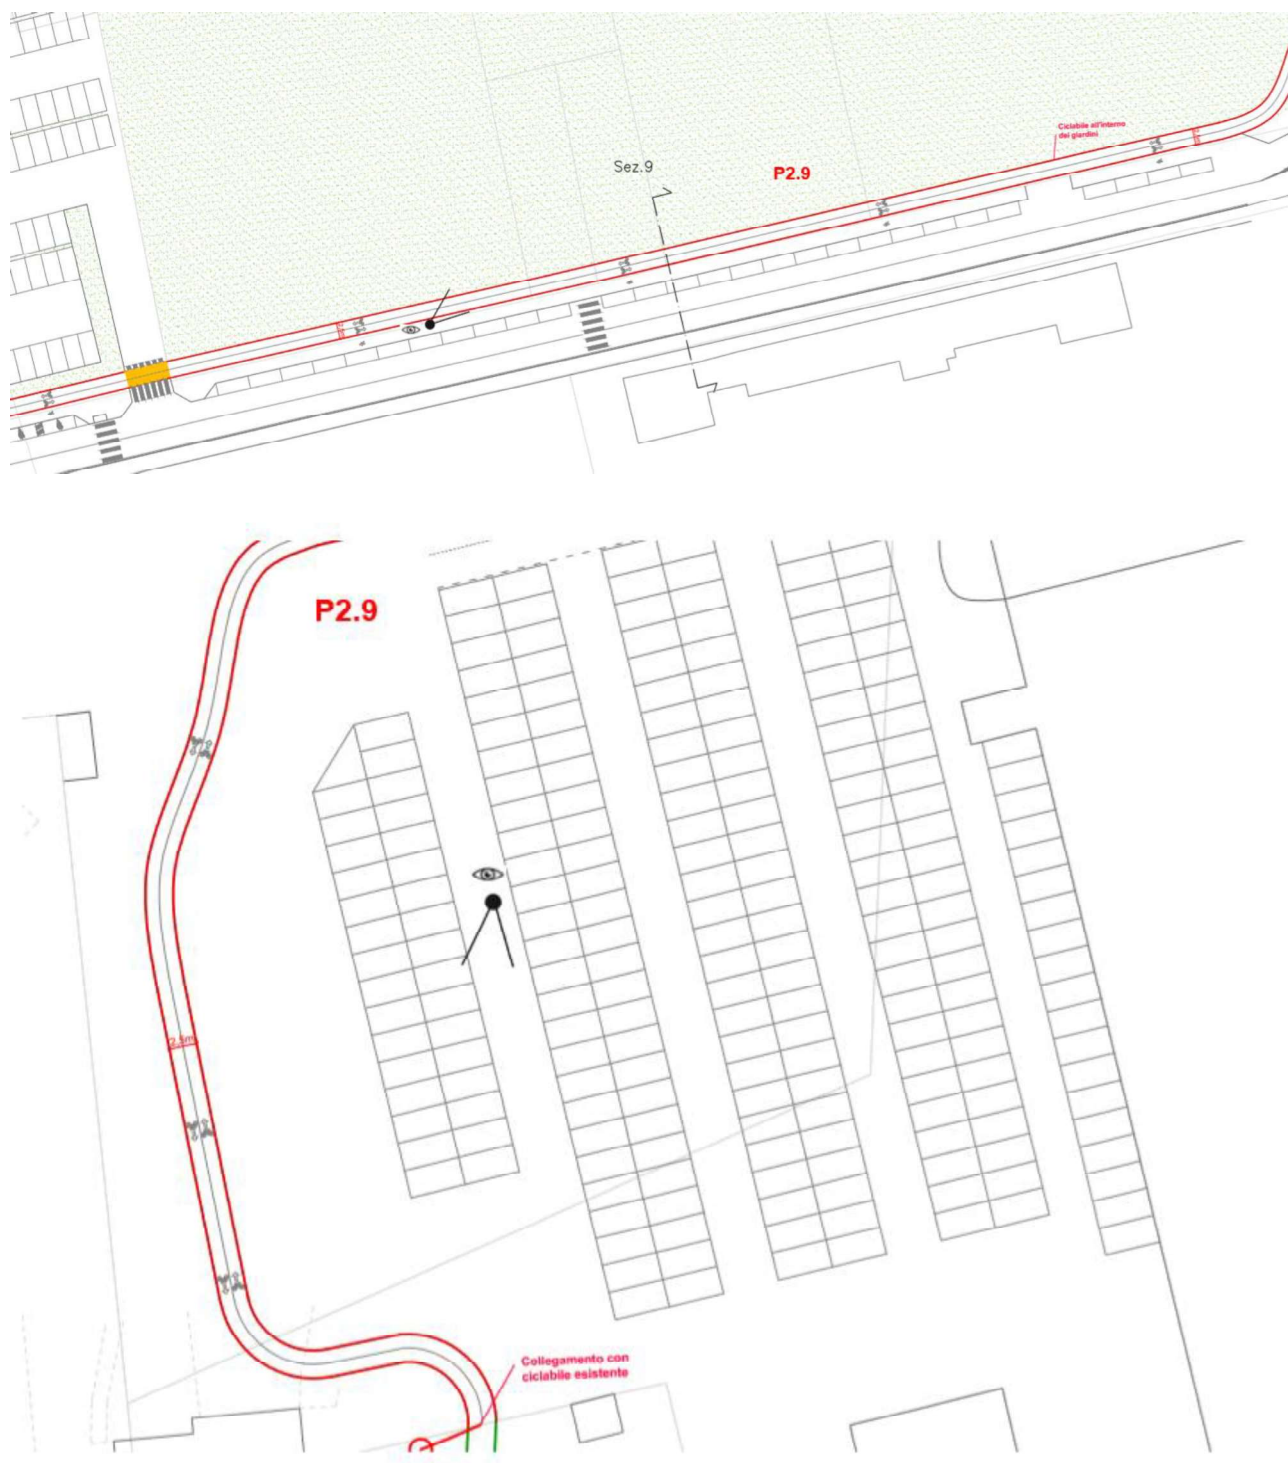 Ciclabile all'interno
dei giardini
Sez.9
P2.9
P2.9
2.5m
Collegamento con
ciclabile esistente